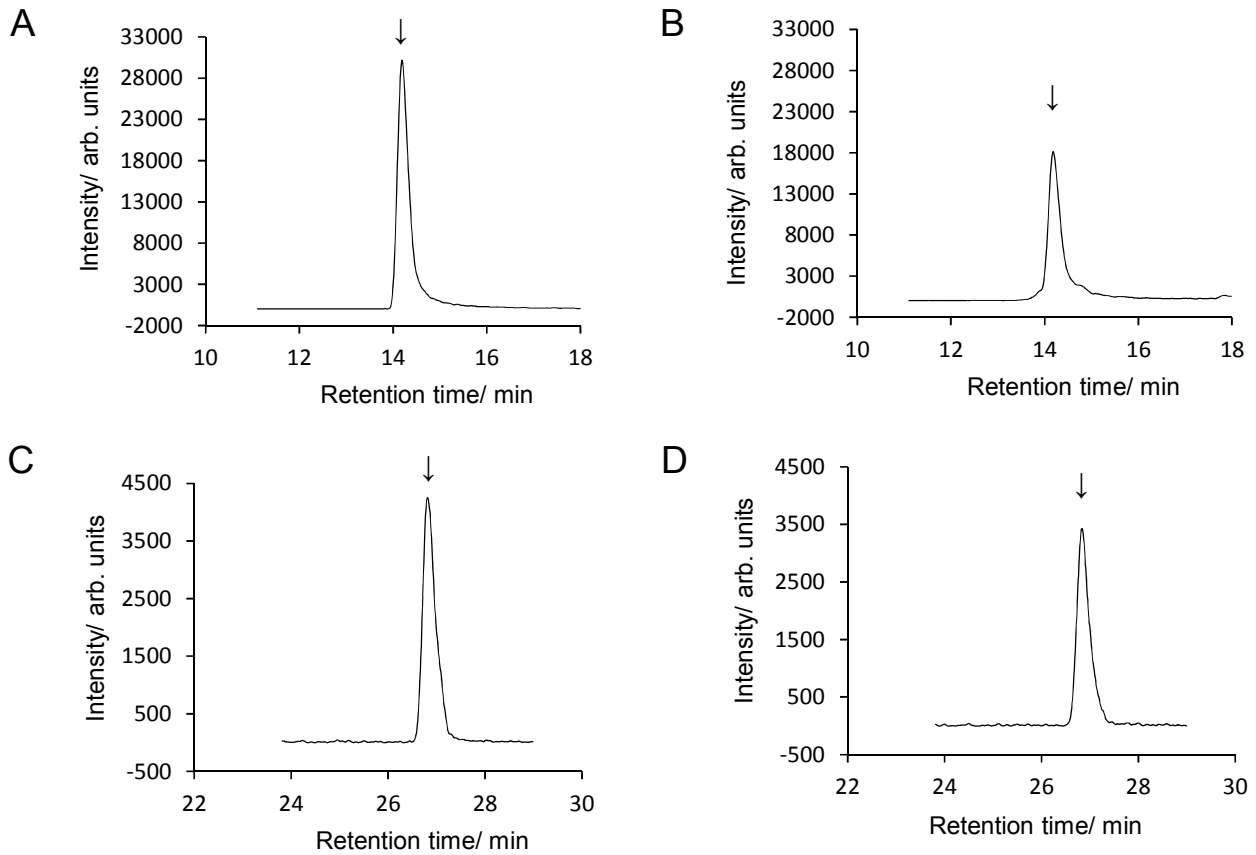 A
33000
28000
23000
18000
13000
8000
3000
-2000
10 12 14 16 18
Intensity/ arb. units
Retention time/ min
↓
B
33000
28000
23000
18000
13000
8000
3000
-2000
10 12 14 16 18
Intensity/ arb. units
Retention time/ min
↓
C
4500
3500
2500
1500
500
-500
22 24 26 28 30
Intensity/ arb. units
Retention time/ min
↓
D
4500
3500
2500
1500
500
-500
22 24 26 28 30
Intensity/ arb. units
Retention time/ min
↓